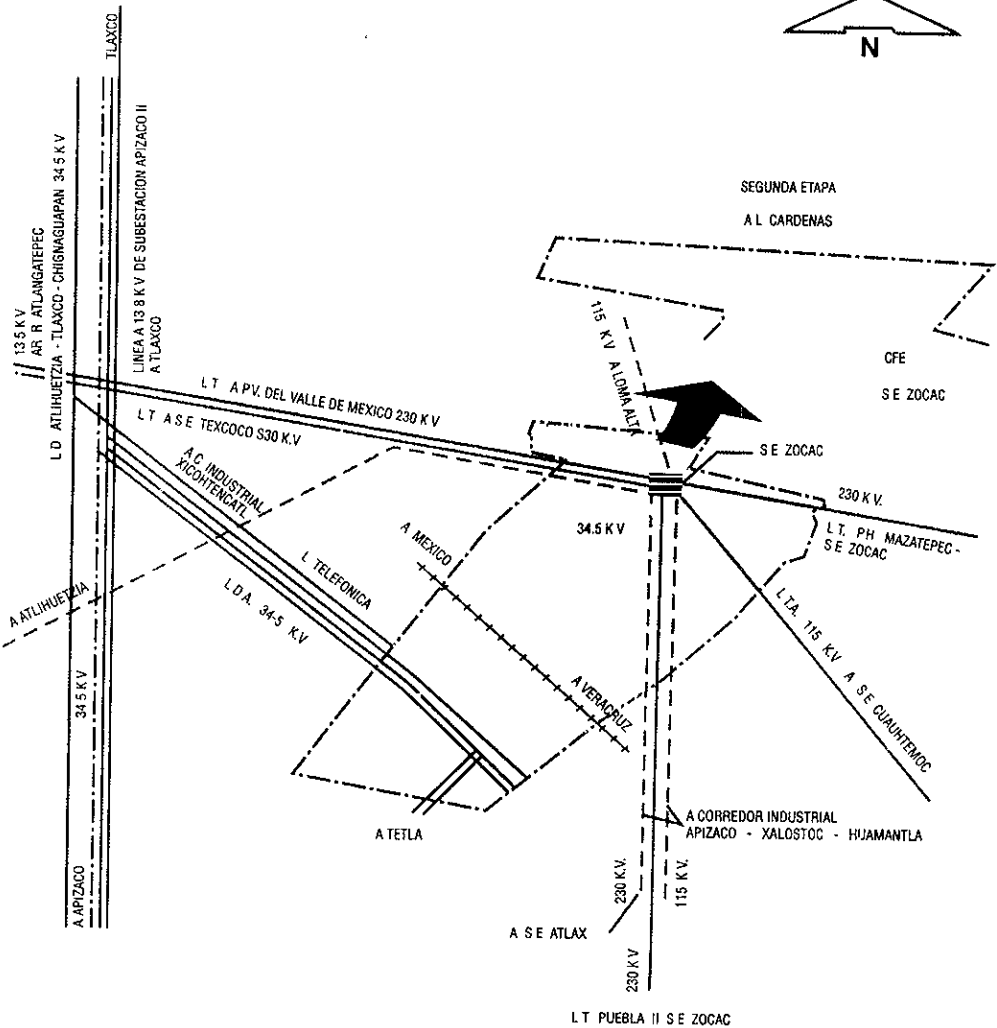 N
TLAXCO
13 5 K V
AR R ATLANGATEPEC
L D ATLIHUETZIA - TLAXCO - CHIGNAGUAPAN 34 5 K V
LINEA A 13 8 K V DE SUBESTACION APIZACO II
A TLAXCO
SEGUNDA ETAPA
A L CARDENAS
115 K V A LOMA ALTA
CFE
S E ZOCAC
L T A P.V. DEL VALLE DE MEXICO 230 K V
L T A S E TEXCOCO S30 K.V
S E ZOCAC
A C INDUSTRIAL
XICOHTENCATL
230 K V.
L T. PH MAZATEPEC -
S E ZOCAC
34.5 K V
A MEXICO
L TELEFONICA
A ATLIHUETZIA
L D A. 34-5 K.V
L.T.A. 115 K.V A S E CUAUHTEMOC
34 5 K V
A VERACRUZ
A TETLA
A CORREDOR INDUSTRIAL
APIZACO - XALOSTOC - HUAMANTLA
A APIZACO
230 K.V.
115 K.V.
A S E ATLAX
230 K V
L T PUEBLA II S E ZOCAC